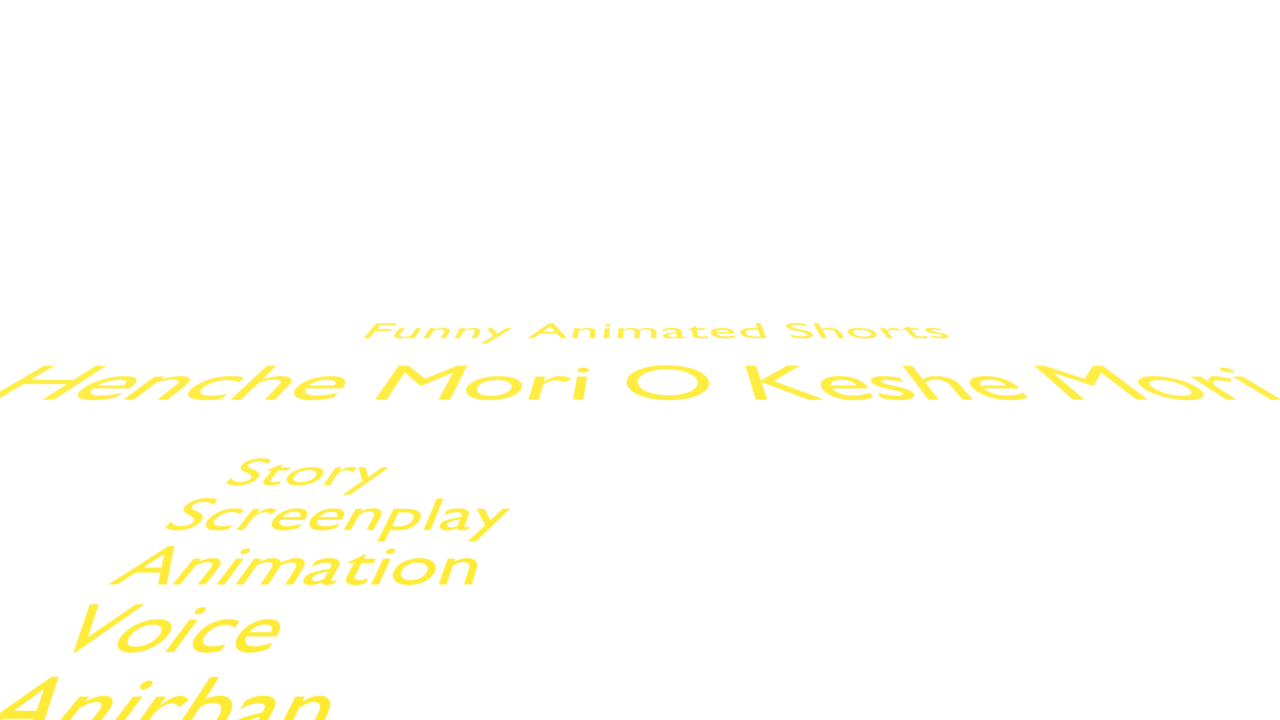 Funny Animated Shorts
Henche Mori O Keshe Mori
Story
Screenplay
Animation
Voice
Anirban